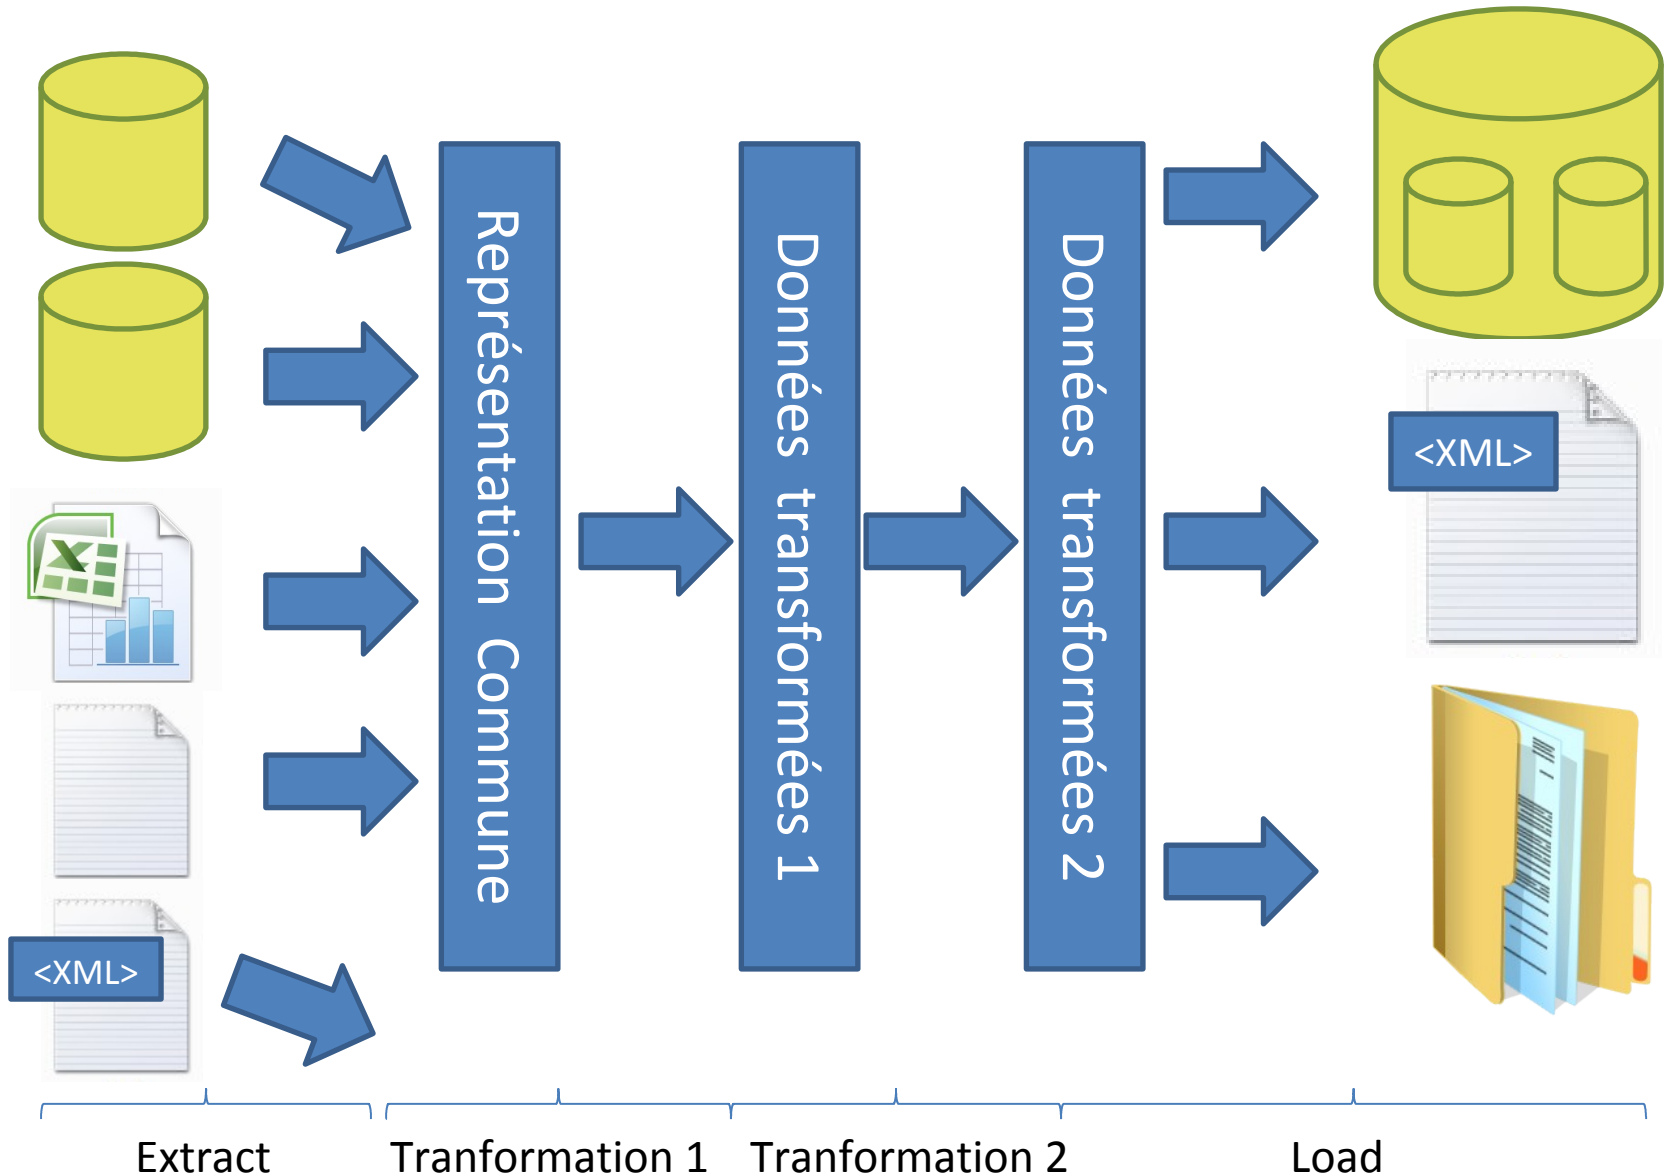 Représentation Commune
Données transformées 1
Données transformées 2
<XML>
<XML>
Extract
Tranformation 1
Tranformation 2
Load